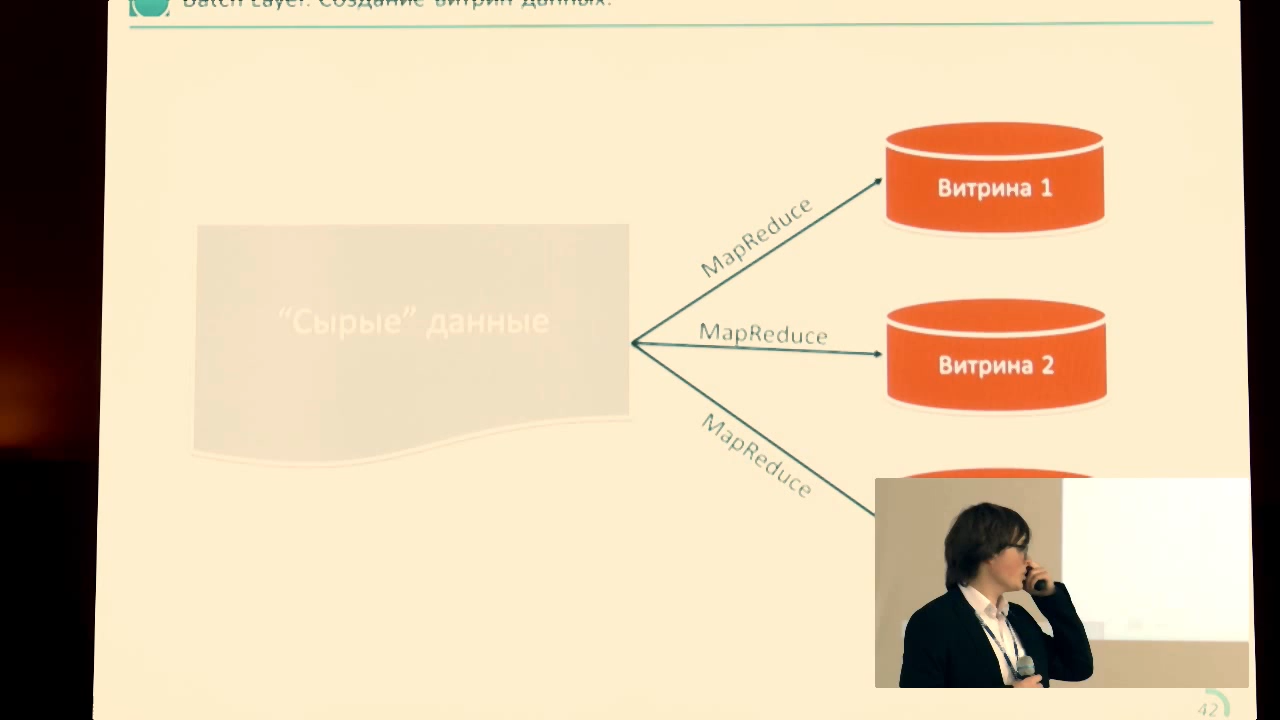 Batch Layer. Создание витрин данных.
Витрина 1
MapReduce
“Сырые” данные
MapReduce
Витрина 2
MapReduce
42